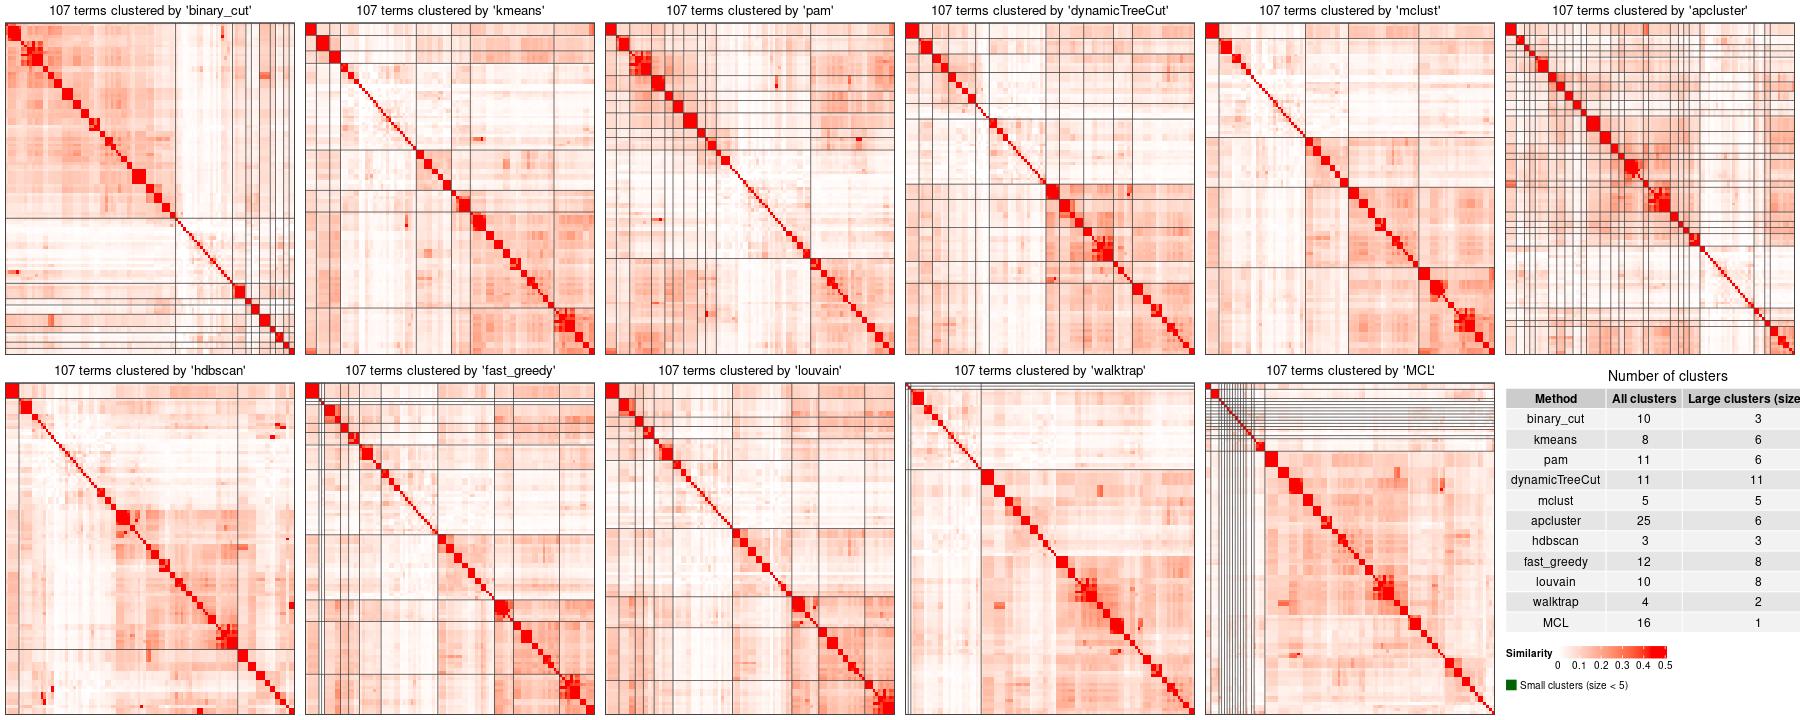 107 terms clustered by 'binary_cut'
107 terms clustered by 'kmeans'
107 terms clustered by 'pam'
107 terms clustered by 'dynamicTreeCut'
107 terms clustered by 'mclust'
107 terms clustered by 'apcluster'
107 terms clustered by 'hdbscan'
107 terms clustered by 'fast_greedy'
107 terms clustered by 'louvain'
107 terms clustered by 'walktrap'
107 terms clustered by 'MCL'
Number of clusters
Method All clusters Large clusters (size
binary_cut 10 3
kmeans 8 6
pam 11 6
dynamicTreeCut 11 11
mclust 5 5
apcluster 25 6
hdbscan 3 3
fast_greedy 12 8
louvain 10 8
walktrap 4 2
MCL 16 1
Similarity
0 0.1 0.2 0.3 0.4 0.5
Small clusters (size < 5)